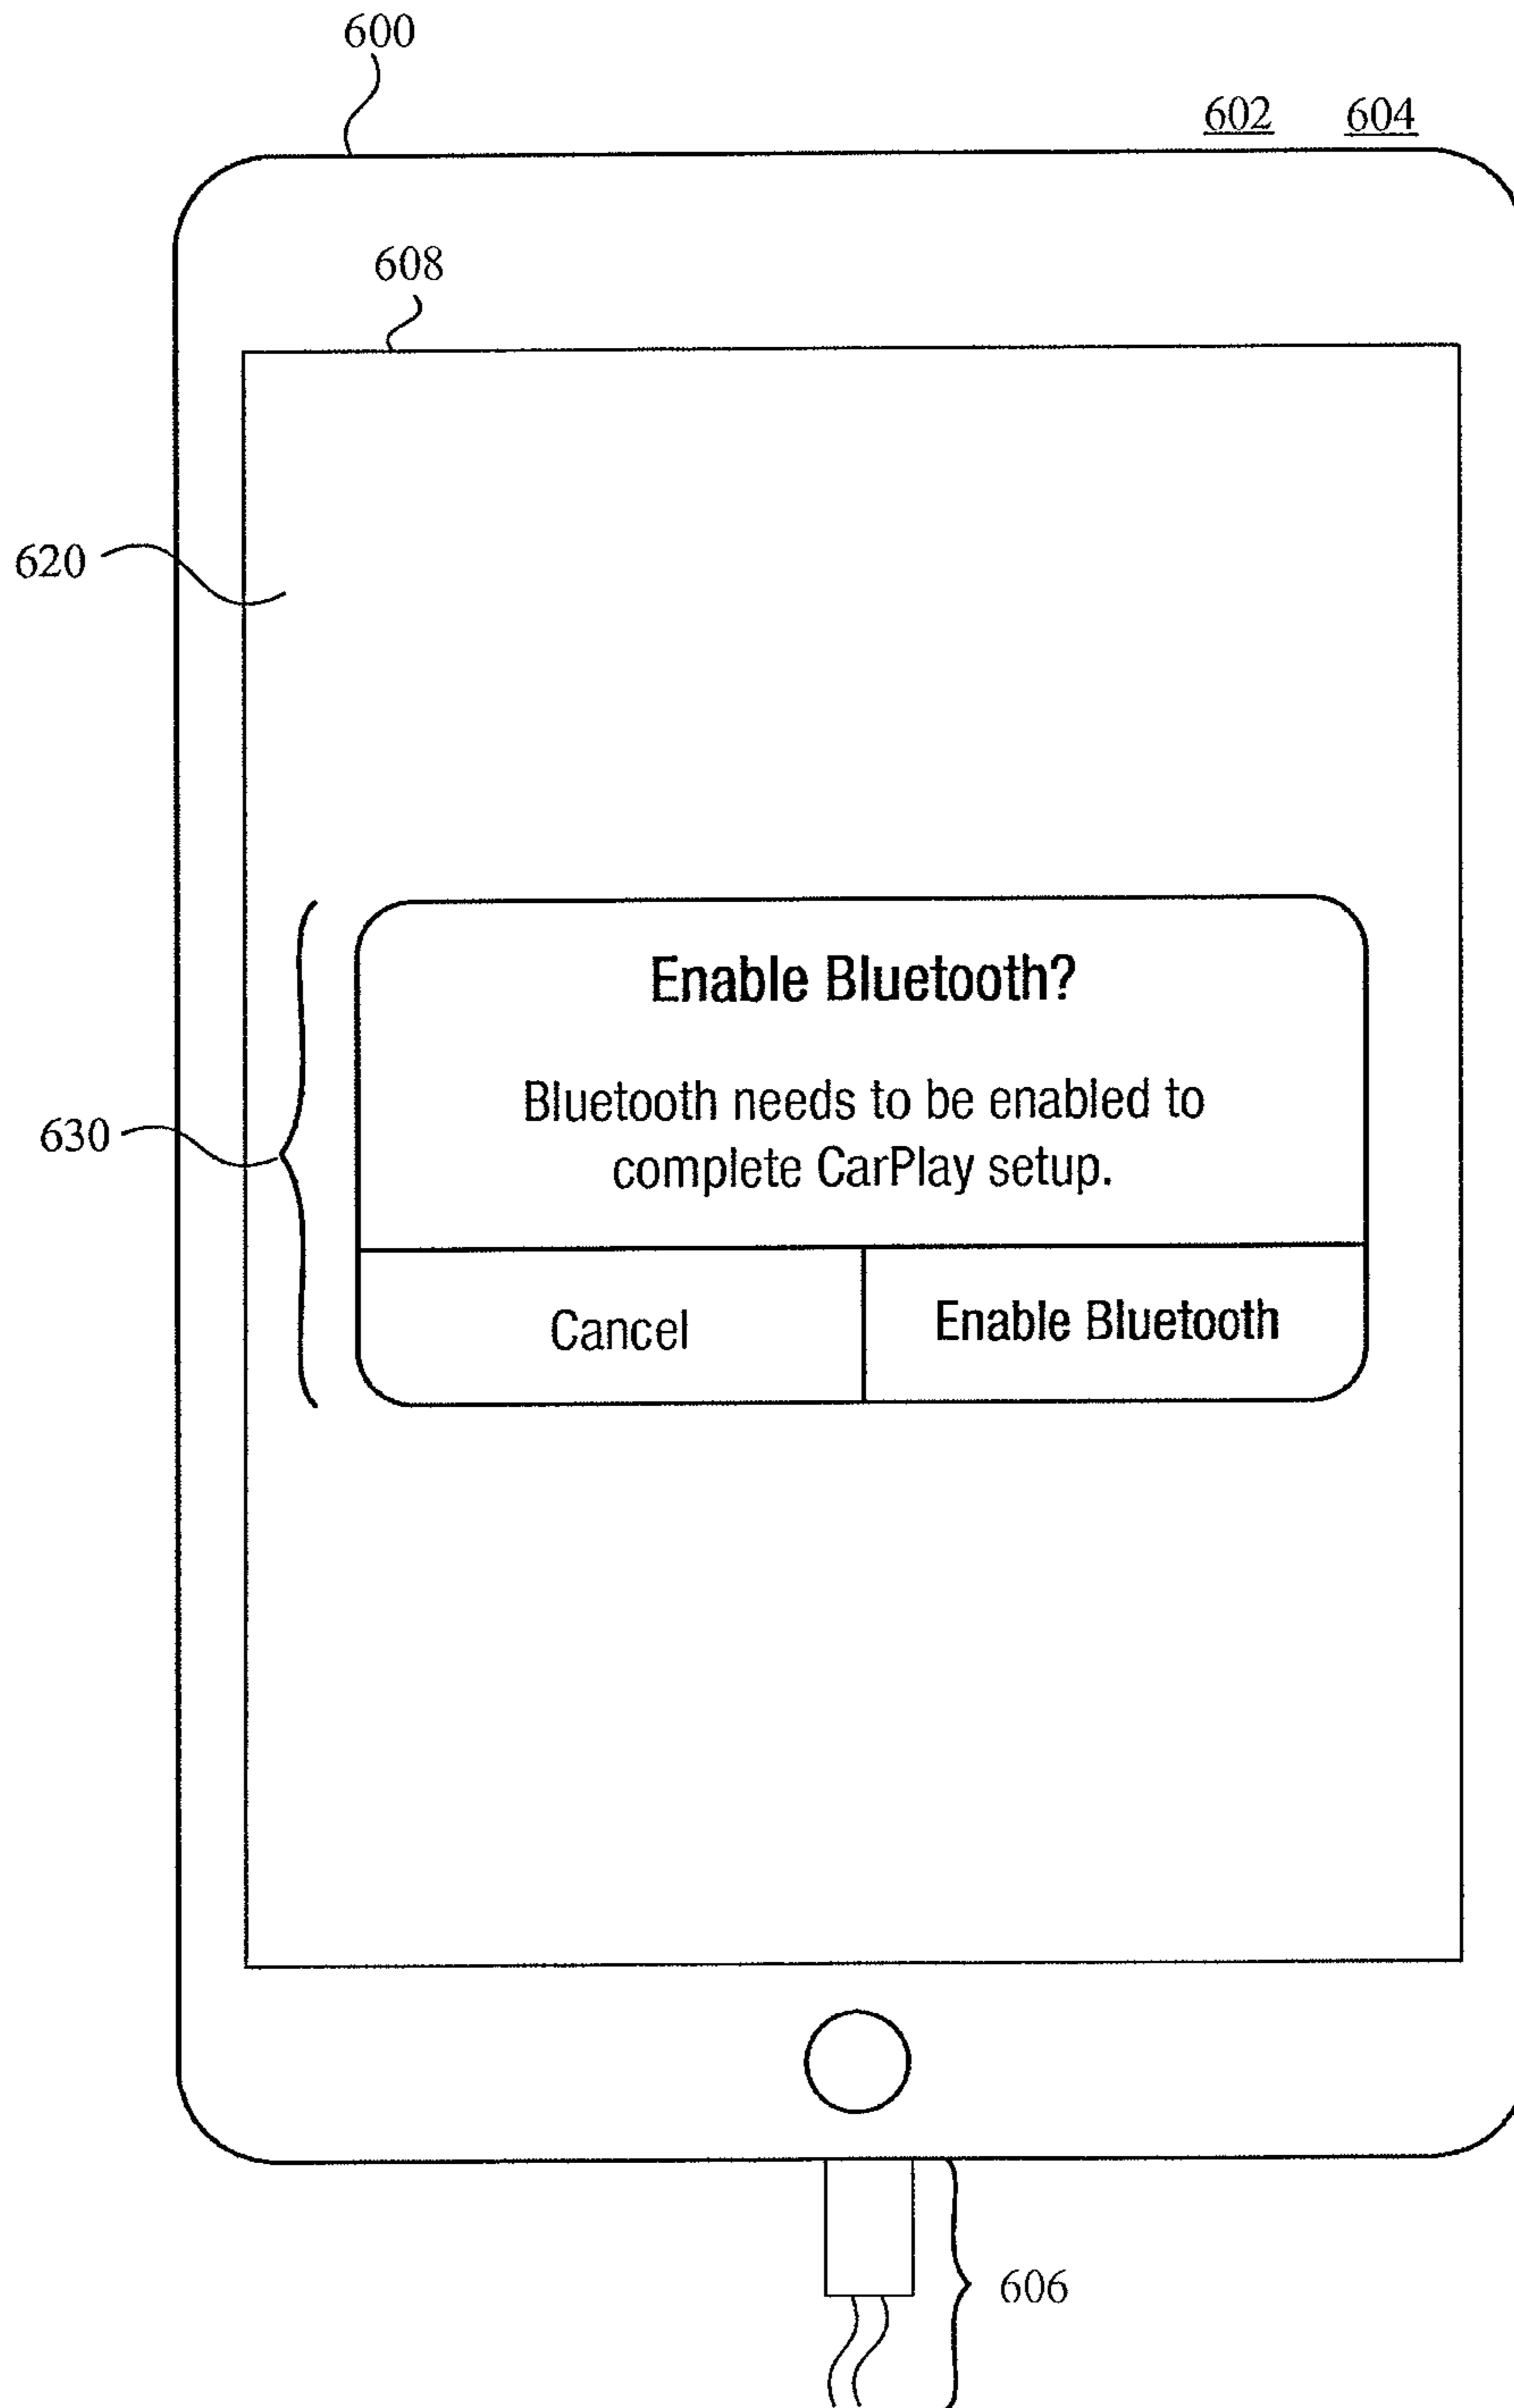 600
602 604
608
620
Enable Bluetooth?
Bluetooth needs to be enabled to
630
complete CarPlay setup.
Cancel
Enable Bluetooth
606